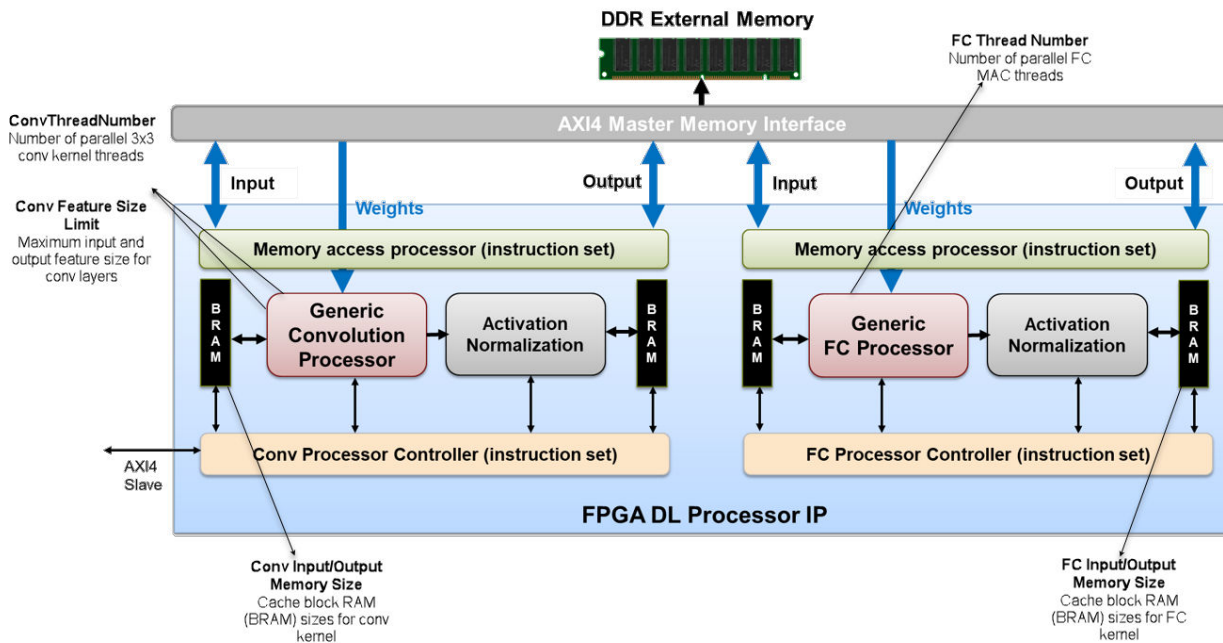 DDR External Memory
FC Thread Number
Number of parallel FC
MAC threads
ConvThreadNumber
Number of parallel 3x3
conv kernel threads
AXI4 Master Memory Interface
Input
Output
Input
Output
Weights
Weights
Conv Feature Size
Limit
Maximum input and
output feature size for
conv layers
Memory access processor (instruction set)
Memory access processor (instruction set)
BRAM
Generic
Convolution
Processor
Activation
Normalization
BRAM
BRAM
Generic
FC Processor
Activation
Normalization
BRAM
Conv Processor Controller (instruction set)
FC Processor Controller (instruction set)
AXI4
Slave
FPGA DL Processor IP
Conv Input/Output
Memory Size
Cache block RAM
(BRAM) sizes for conv
kernel
FC Input/Output
Memory Size
Cache block RAM
(BRAM) sizes for FC
kernel